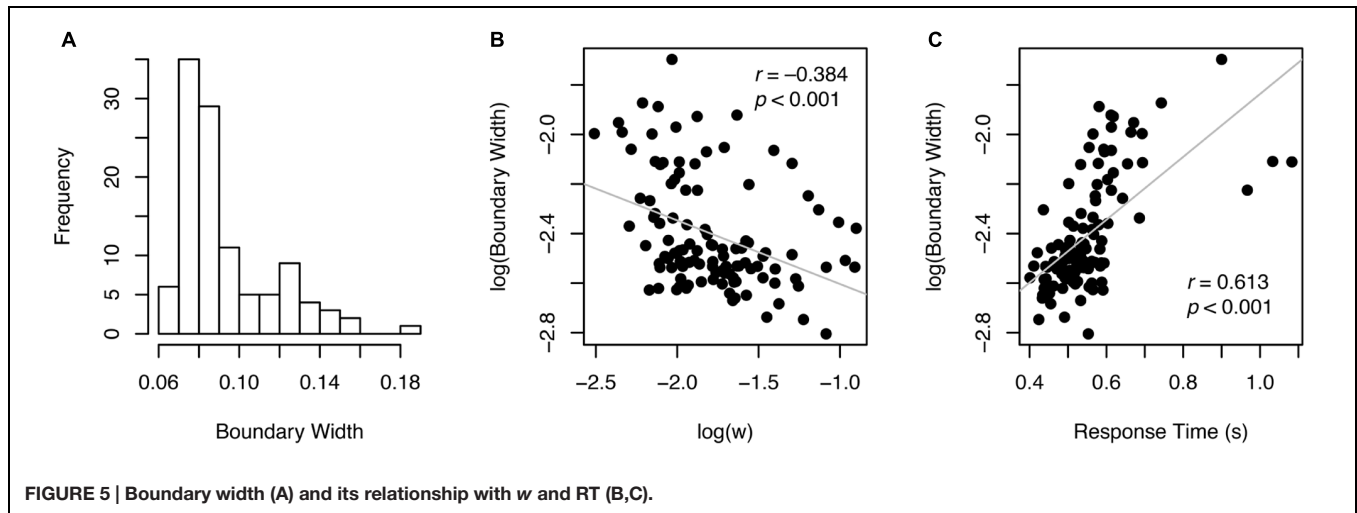 A
Frequency
30
20
10
5
0
0.06 0.10 0.14 0.18
Boundary Width
B
log(Boundary Width)
−2.0
−2.4
−2.8
r = −0.384
p < 0.001
−2.5 −2.0 −1.5 −1.0
log(w)
C
log(Boundary Width)
−2.0
−2.4
−2.8
r = 0.613
p < 0.001
0.4 0.6 0.8 1.0
Response Time (s)
FIGURE 5 | Boundary width (A) and its relationship with w and RT (B,C).